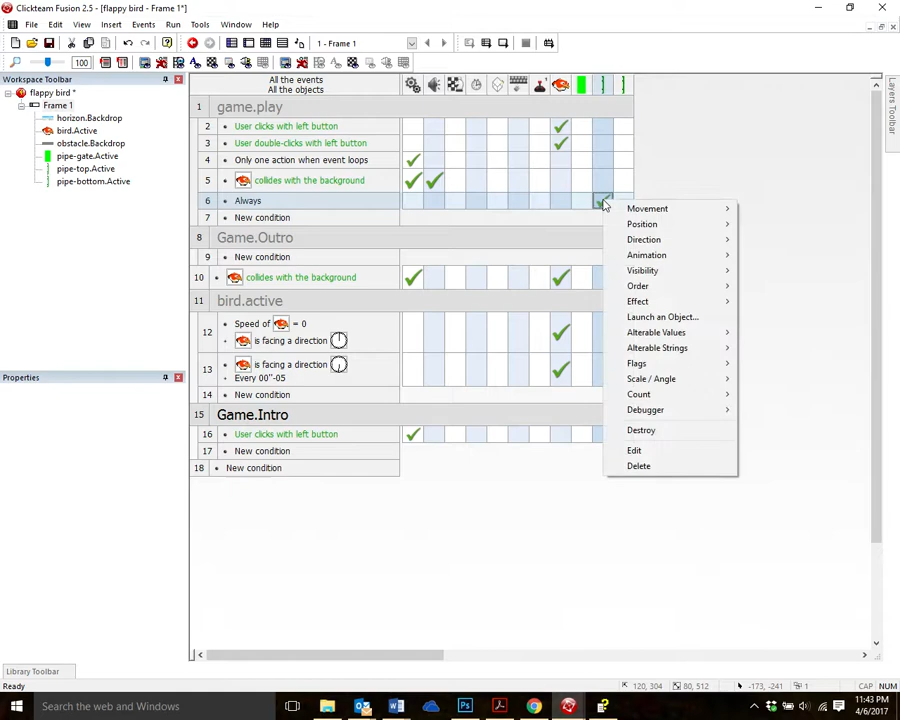 Clickteam Fusion 2.5 - [flappy bird - Frame 1*]
File Edit View Insert Events Run Tools Window Help
1 - Frame 1
100
Workspace Toolbar
flappy bird *
Frame 1
horizon.Backdrop
bird.Active
obstacle.Backdrop
pipe-gate.Active
pipe-top.Active
pipe-bottom.Active
Properties
Library Toolbar
Layers Toolbar
All the events
All the objects
1 game.play
2 User clicks with left button
3 User double-clicks with left button
4 Only one action when event loops
5 collides with the background
6 Always
7 New condition
8 Game.Outro
9 New condition
10 collides with the background
11 bird.active
12 Speed of = 0
is facing a direction
13 is facing a direction
Every 00"-05
14 New condition
15 Game.Intro
16 User clicks with left button
17 New condition
18 New condition
Movement
Position
Direction
Animation
Visibility
Order
Effect
Launch an Object...
Alterable Values
Alterable Strings
Flags
Scale / Angle
Count
Debugger
Destroy
Edit
Delete
Ready
120, 304
80, 512
-173, -241
1
CAP NUM
Search the web and Windows
11:43 PM
4/6/2017